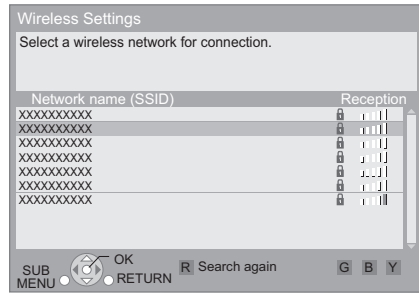 Wireless Settings
Select a wireless network for connection.
Network name (SSID) Reception
XXXXXXXXXX
XXXXXXXXXX
XXXXXXXXXX
XXXXXXXXXX
XXXXXXXXXX
XXXXXXXXXX
XXXXXXXXXX
OK
SUB MENU RETURN R Search again G B Y